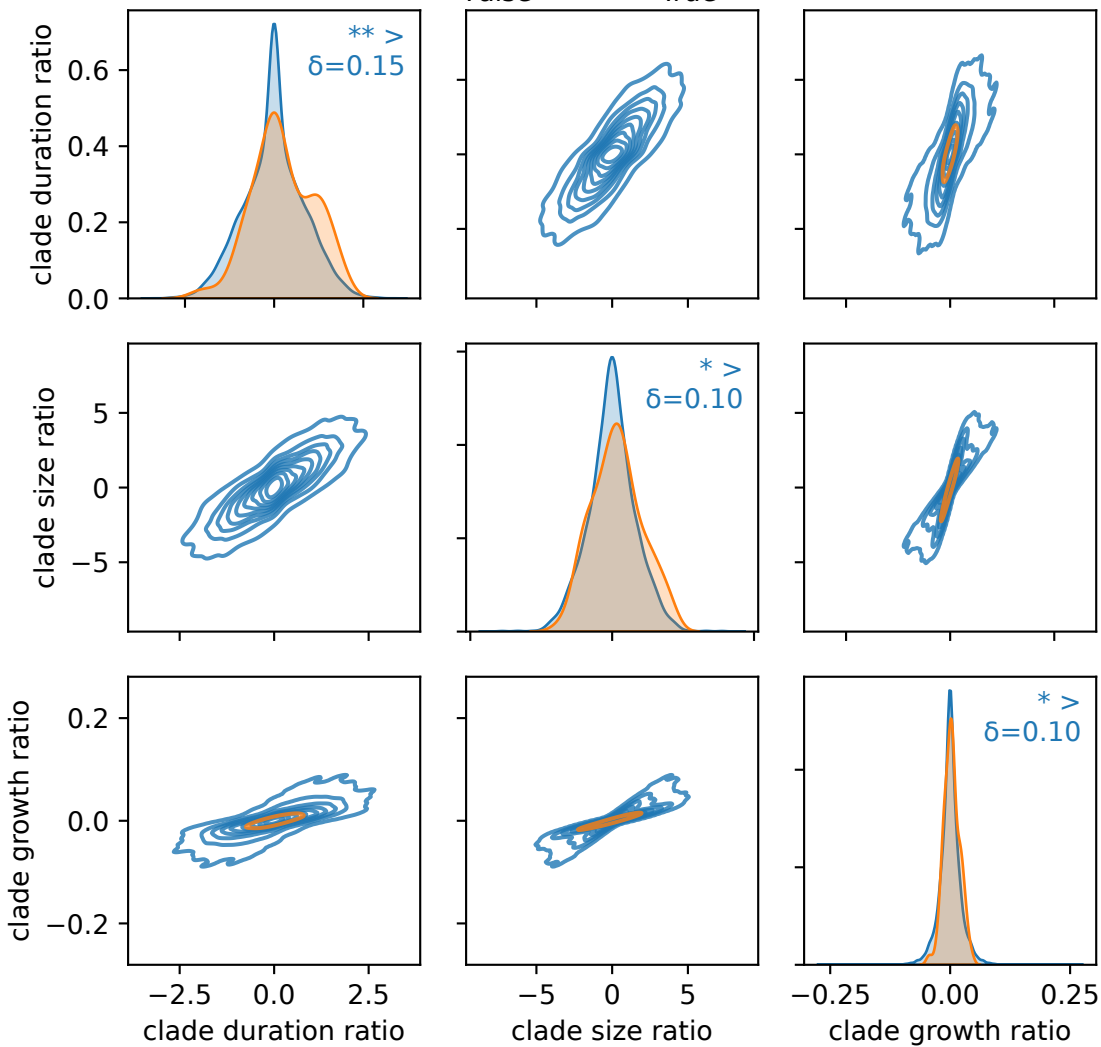 ** >
δ=0.15
clade duration ratio
0.6
0.4
0.2
0.0
* >
δ=0.10
clade size ratio
5
0
−5
* >
δ=0.10
clade growth ratio
0.2
0.0
−0.2
−2.5 0.0 2.5
−5 0 5
−0.25 0.00 0.25
clade duration ratio
clade size ratio
clade growth ratio